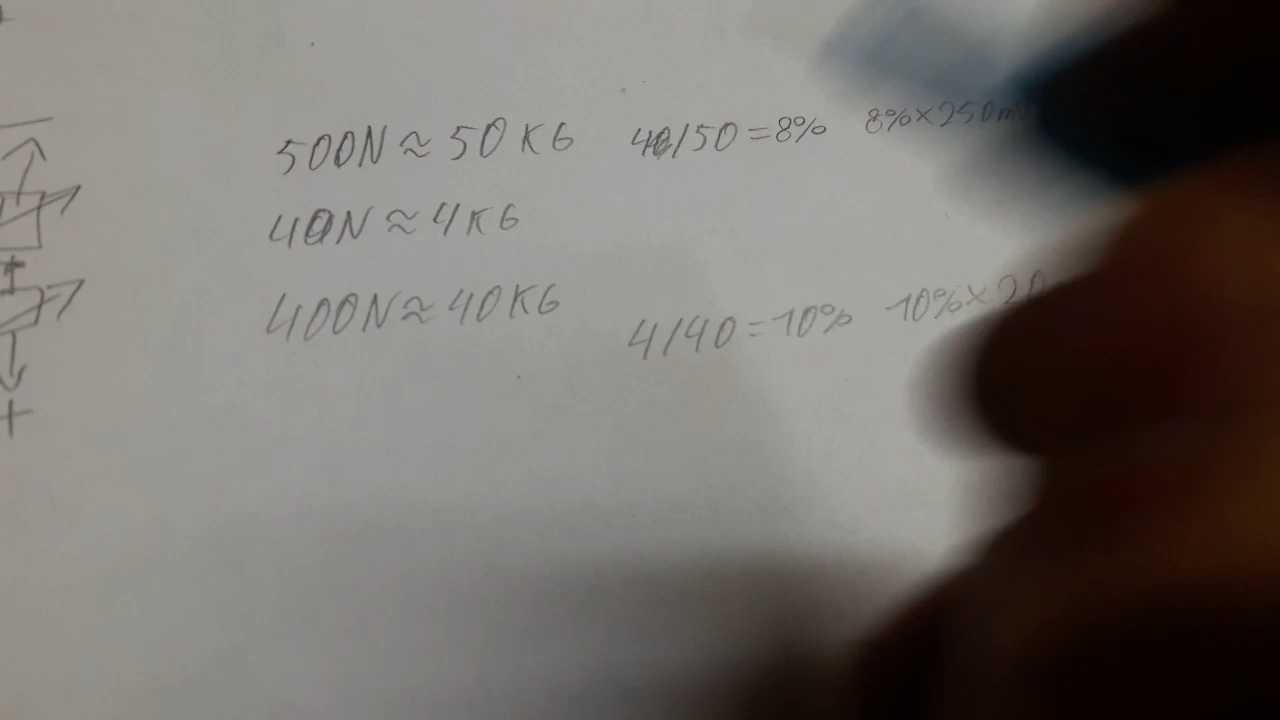 500N ≈ 50KG 4/50=8% 8%×250m
40N ≈ 4KG
400N ≈ 40KG
4/40=10% 10%×20